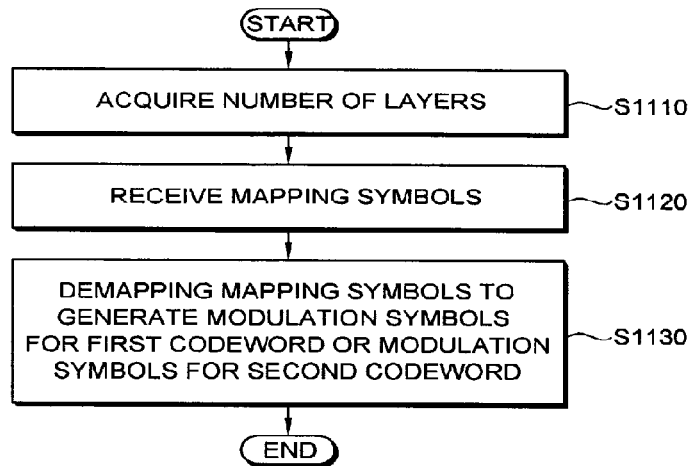 START
ACQUIRE NUMBER OF LAYERS
S1110
RECEIVE MAPPING SYMBOLS
S1120
DEMAPPING MAPPING SYMBOLS TO
GENERATE MODULATION SYMBOLS
FOR FIRST CODEWORD OR MODULATION
SYMBOLS FOR SECOND CODEWORD
S1130
END